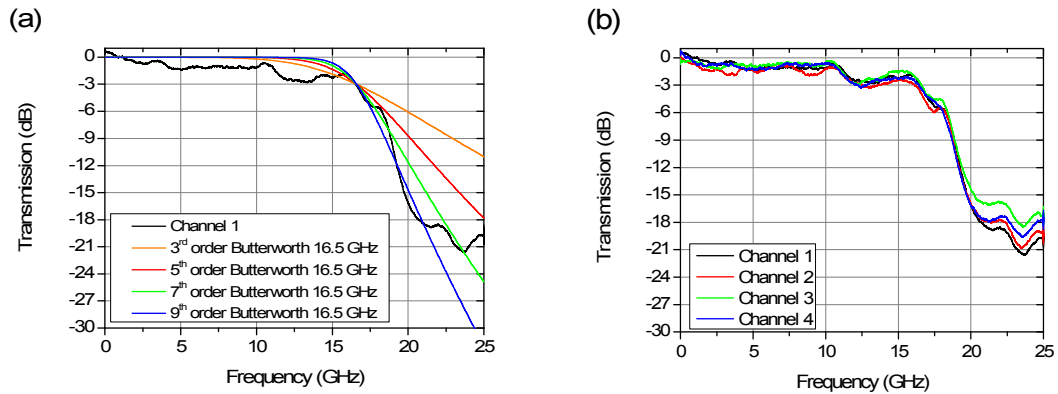 (a)
0
-3
-6
-9
-12
-15
-18
-21
-24
-27
-30
Transmission (dB)
Channel 1
3rd order Butterworth 16.5 GHz
5th order Butterworth 16.5 GHz
7th order Butterworth 16.5 GHz
9th order Butterworth 16.5 GHz
0 5 10 15 20 25
Frequency (GHz)
(b)
0
-3
-6
-9
-12
-15
-18
-21
-24
-27
-30
Transmission (dB)
Channel 1
Channel 2
Channel 3
Channel 4
0 5 10 15 20 25
Frequency (GHz)